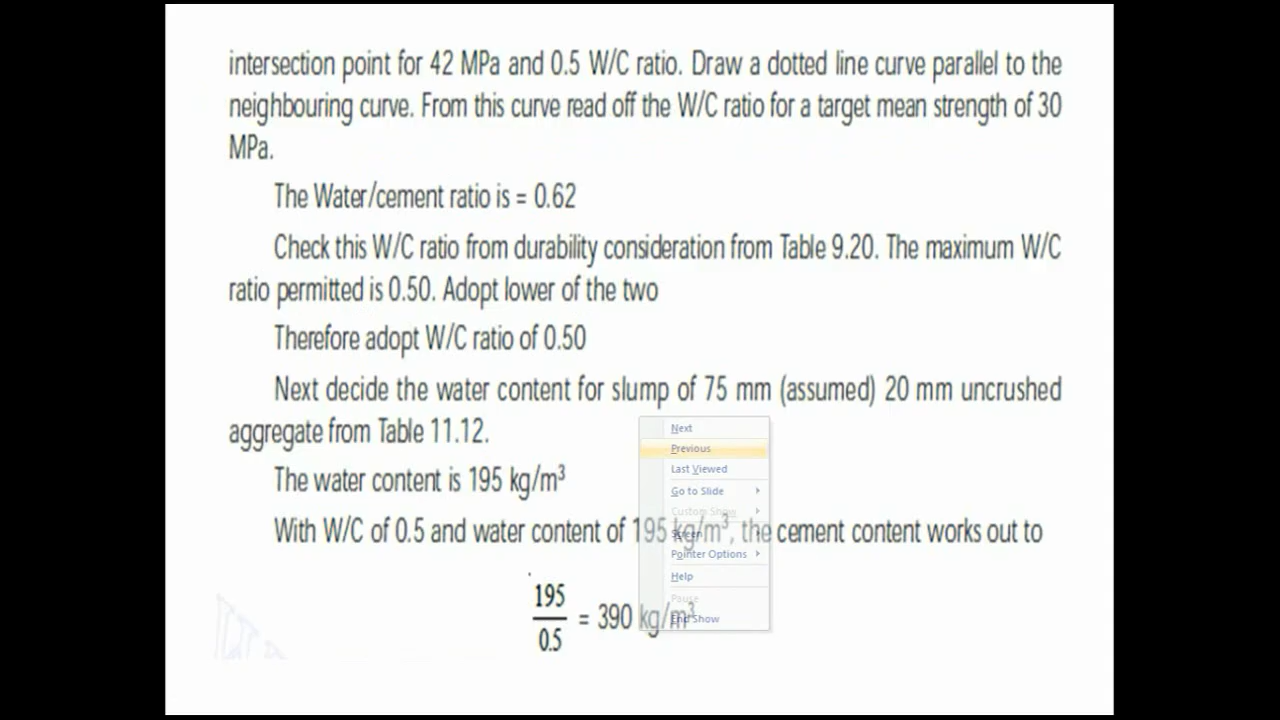 intersection point for 42 MPa and 0.5 W/C ratio. Draw a dotted line curve parallel to the
neighbouring curve. From this curve read off the W/C ratio for a target mean strength of 30
MPa.
The Water/cement ratio is = 0.62
Check this W/C ratio from durability consideration from Table 9.20. The maximum W/C
ratio permitted is 0.50. Adopt lower of the two
Therefore adopt W/C ratio of 0.50
Next decide the water content for slump of 75 mm (assumed) 20 mm uncrushed
aggregate from Table 11.12.
The water content is 195 kg/m³
With W/C of 0.5 and water content of 195 kg/m³, the cement content works out to
195
0.5
= 390 kg/m³
Next
Previous
Last Viewed
Go to Slide
Custom Show
Screen
Pointer Options
Help
Pause
End Show